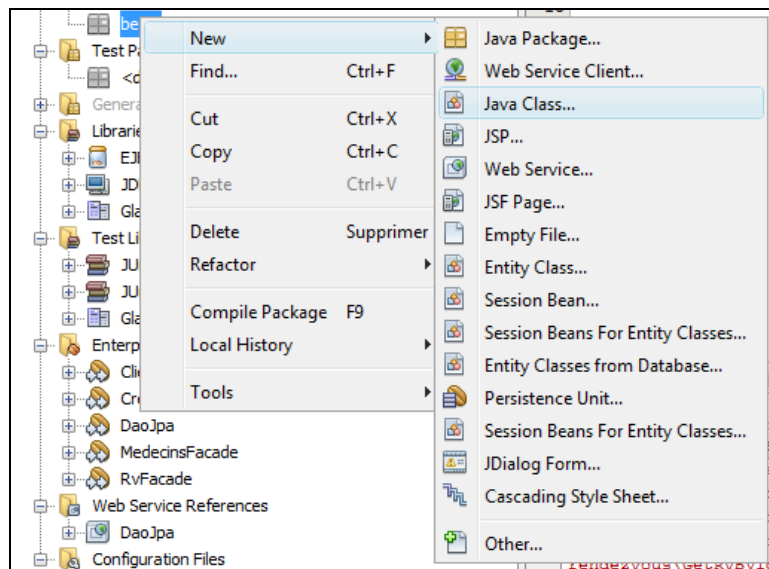 be
New
Java Package...
Test Pa
Find... Ctrl+F
Web Service Client...
<d
Java Class...
Genera
Cut Ctrl+X
Librarie
JSP...
Copy Ctrl+C
EJ
Web Service...
Paste Ctrl+V
JD
JSF Page...
Gla
Delete Supprimer
Test Li
Empty File...
Refactor
JU
Entity Class...
JU
Session Bean...
Compile Package F9
Gla
Session Beans For Entity Classes...
Local History
Enterp
Entity Classes from Database...
Clie
Tools
Cre
Persistence Unit...
DaoJpa
Session Beans For Entity Classes...
MedecinsFacade
JDialog Form...
RvFacade
Cascading Style Sheet...
Web Service References
DaoJpa
Other...
Configuration Files